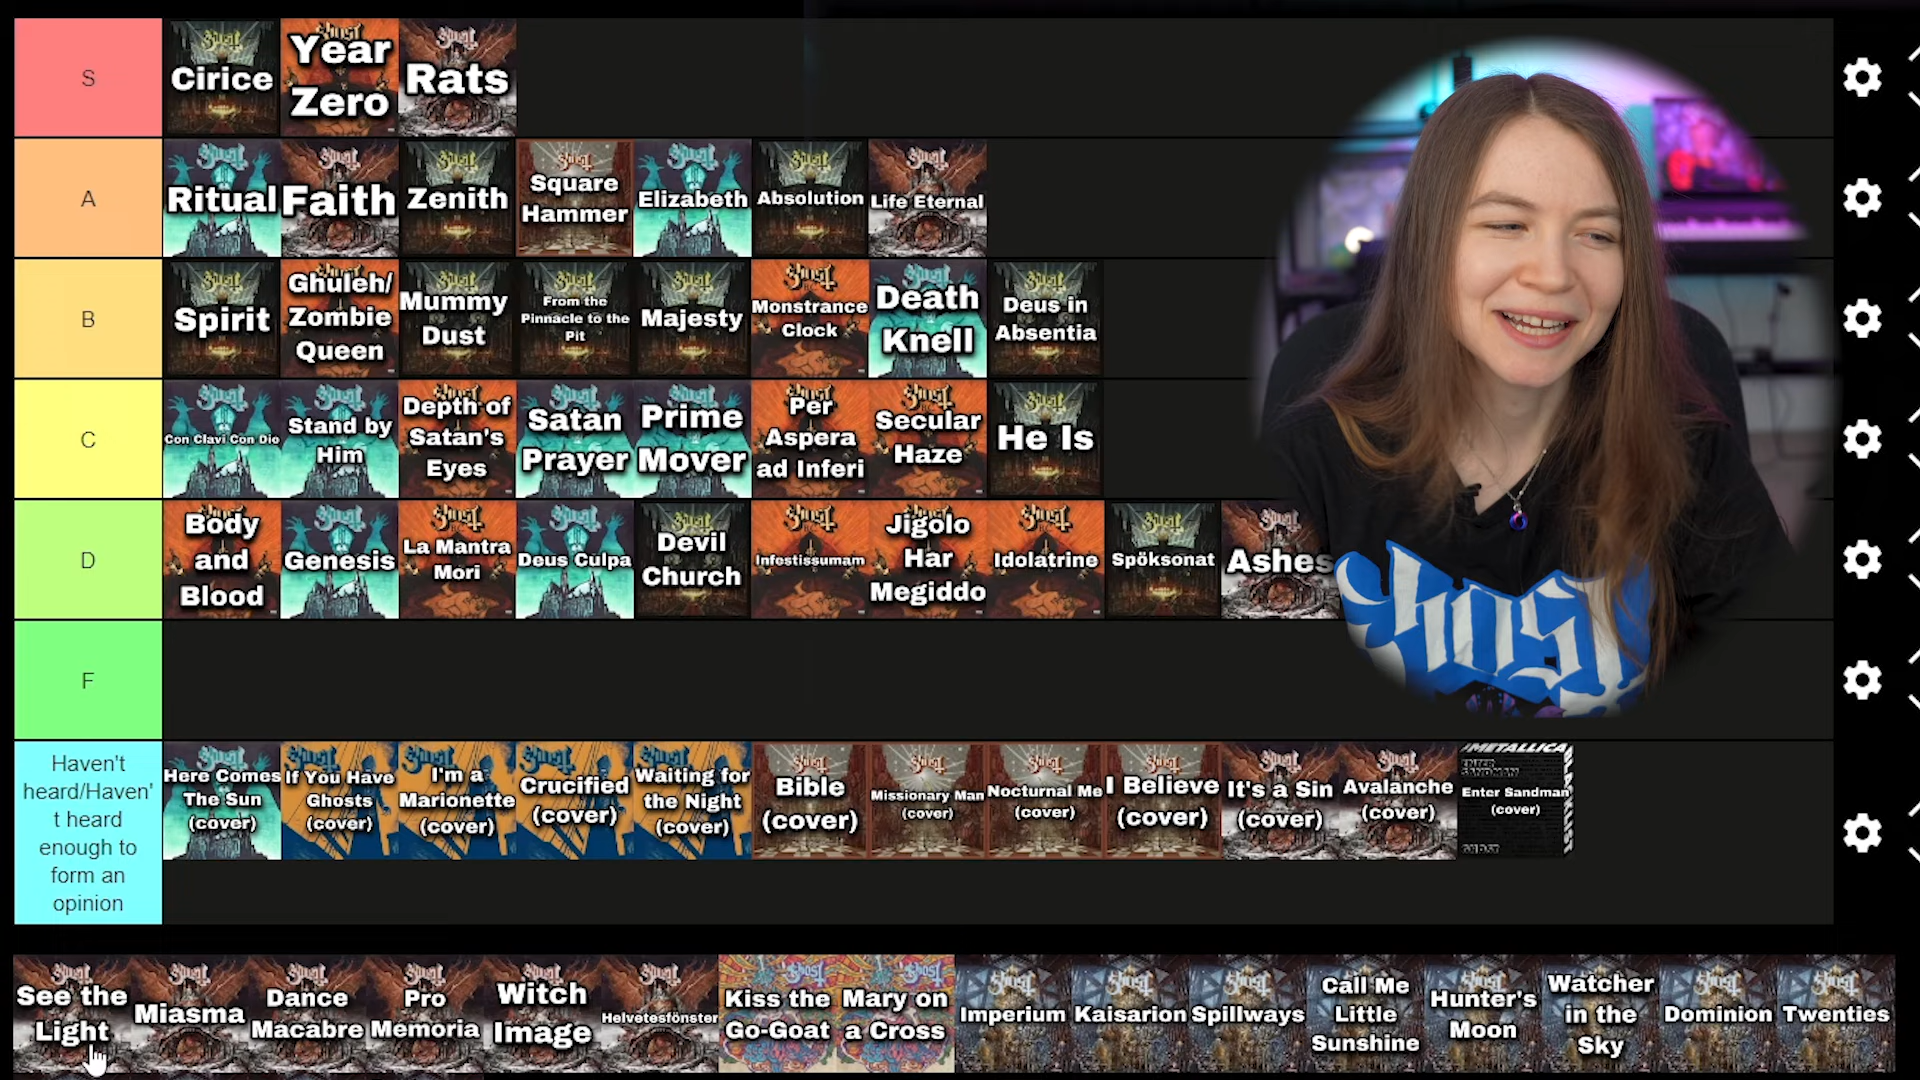 S
Cirice
Year
Zero
Rats
A
Ritual
Faith
Zenith
Square
Hammer
Elizabeth
Absolution
Life Eternal
B
Spirit
Ghuleh/
Zombie
Queen
Mummy
Dust
From the
Pinnacle to the
Pit
Majesty
Monstrance
Clock
Death
Knell
Deus in
Absentia
C
Con Clavi Con Dio
Stand by
Him
Depth of
Satan's
Eyes
Satan
Prayer
Prime
Mover
Per
Aspera
ad Inferi
Secular
Haze
He Is
D
Body
and
Blood
Genesis
La Mantra
Mori
Deus Culpa
Devil
Church
Infestissumam
Jigolo
Har
Megiddo
Idolatrine
Spöksonat
Ashes
Ghost
F
Haven't
heard/Haven'
t heard
enough to
form an
opinion
Here Comes
The Sun
(cover)
If You Have
Ghosts
(cover)
I'm a
Marionette
(cover)
Crucified
(cover)
Waiting for
the Night
(cover)
Bible
(cover)
Missionary Man
(cover)
Nocturnal Me
(cover)
I Believe
(cover)
It's a Sin
(cover)
Avalanche
(cover)
METALLICA
ENTER
SANDMAN
Enter Sandman
(cover)
GHOST
See the
Light
Miasma
Dance
Macabre
Pro
Memoria
Witch
Image
Helvetesfönster
Kiss the
Go-Goat
Mary on
a Cross
Imperium
Kaisarion
Spillways
Call Me
Little
Sunshine
Hunter's
Moon
Watcher
in the
Sky
Dominion
Twenties